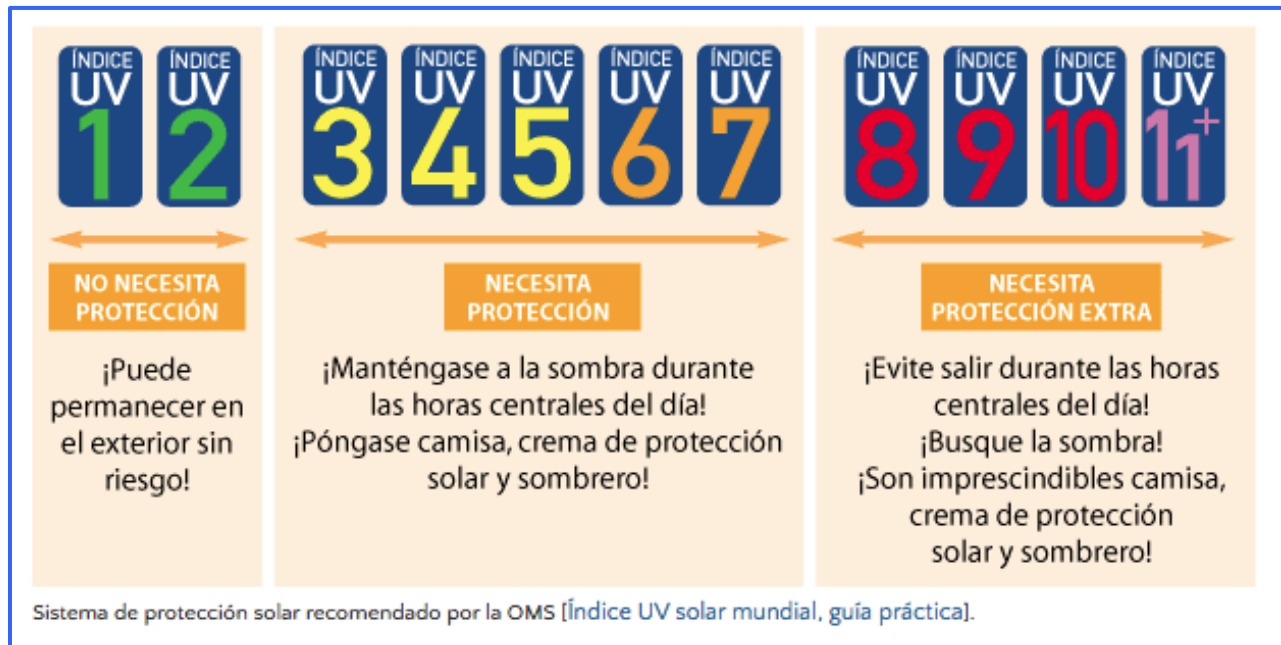 ÍNDICE
UV
1
ÍNDICE
UV
2
ÍNDICE
UV
3
ÍNDICE
UV
4
ÍNDICE
UV
5
ÍNDICE
UV
6
ÍNDICE
UV
7
ÍNDICE
UV
8
ÍNDICE
UV
9
ÍNDICE
UV
10
ÍNDICE
UV
11+
NO NECESITA
PROTECCIÓN
¡Puede
permanecer en
el exterior sin
riesgo!
NECESITA
PROTECCIÓN
¡Manténgase a la sombra durante
las horas centrales del día!
¡Póngase camisa, crema de protección
solar y sombrero!
NECESITA
PROTECCIÓN EXTRA
¡Evite salir durante las horas
centrales del día!
¡Busque la sombra!
¡Son imprescindibles camisa,
crema de protección
solar y sombrero!
Sistema de protección solar recomendado por la OMS [Índice UV solar mundial, guía práctica].